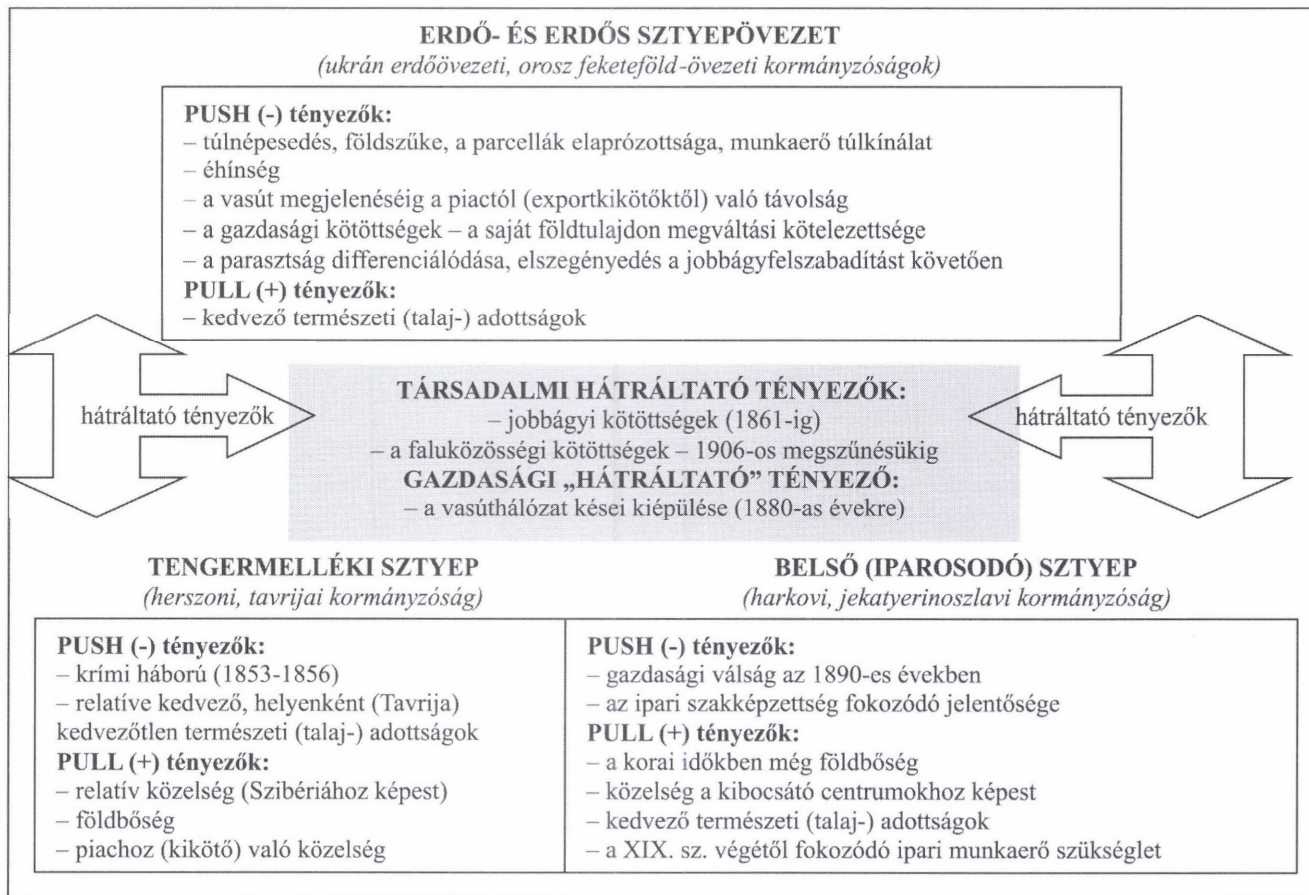 ERDŐ- ÉS ERDŐS SZTYEPÖVEZET
(ukrán erdőövezeti, orosz feketeföld-övezeti kormányzóságok)
PUSH (-) tényezők:
– túlnépesedés, földszűke, a parcellák elaprózottsága, munkaerő túlkínálat
– éhínség
– a vasút megjelenéséig a piactól (exportkikötőktől) való távolság
– a gazdasági kötöttségek – a saját földtulajdon megváltási kötelezettsége
– a parasztság differenciálódása, elszegényedés a jobbágyfelszabadítást követően
PULL (+) tényezők:
– kedvező természeti (talaj-) adottságok
hátráltató tényezők
TÁRSADALMI HÁTRÁLTATÓ TÉNYEZŐK:
– jobbágyi kötöttségek (1861-ig)
– a faluközösségi kötöttségek – 1906-os megszűnésükig
GAZDASÁGI „HÁTRÁLTATÓ” TÉNYEZŐ:
– a vasúthálózat kései kiépülése (1880-as évekre)
hátráltató tényezők
TENGERMELLÉKI SZTYEP
(herszoni, tavrijai kormányzóság)
PUSH (-) tényezők:
– krími háború (1853-1856)
– relatíve kedvező, helyenként (Tavrija)
kedvezőtlen természeti (talaj-) adottságok
PULL (+) tényezők:
– relatív közelség (Szibériához képest)
– földbőség
– piachoz (kikötő) való közelség
BELSŐ (IPAROSODÓ) SZTYEP
(harkovi, jekatyerinoszlavi kormányzóság)
PUSH (-) tényezők:
– gazdasági válság az 1890-es években
– az ipari szakképzettség fokozódó jelentősége
PULL (+) tényezők:
– a korai időkben még földbőség
– közelség a kibocsátó centrumokhoz képest
– kedvező természeti (talaj-) adottságok
– a XIX. sz. végétől fokozódó ipari munkaerő szükséglet